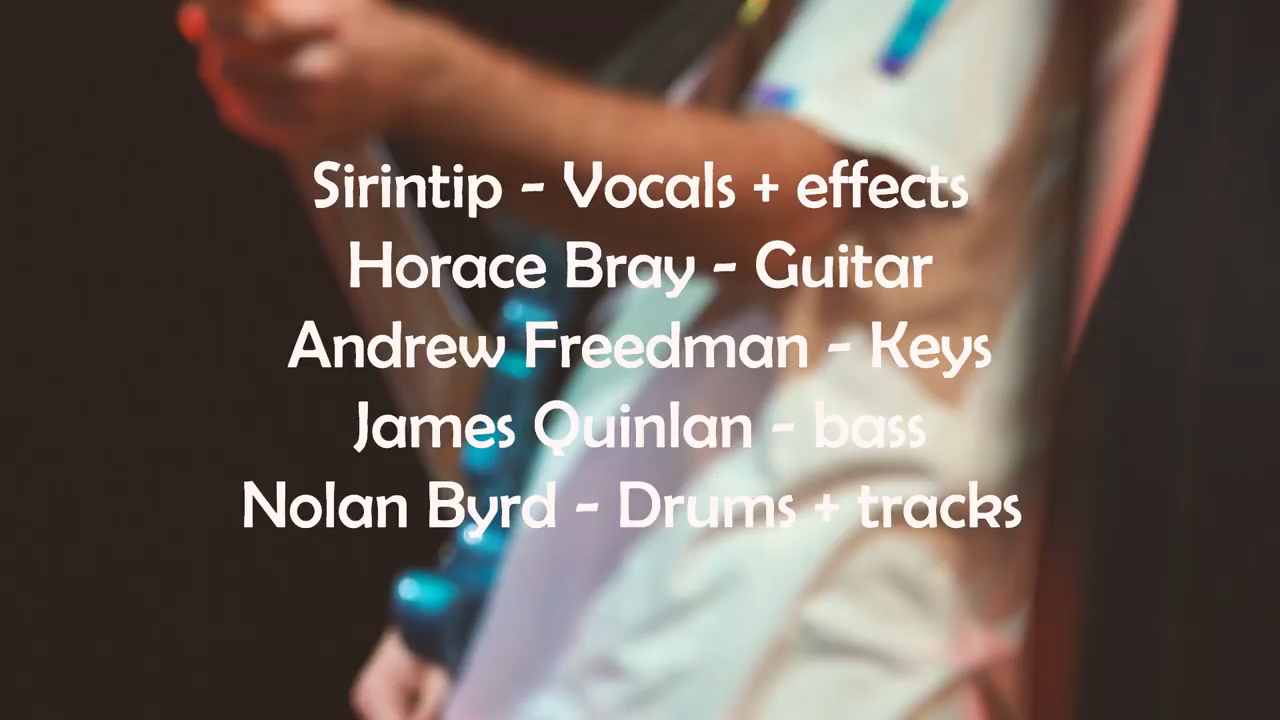 Sirintip - Vocals + effects
Horace Bray - Guitar
Andrew Freedman - Keys
James Quinlan - bass
Nolan Byrd - Drums + tracks